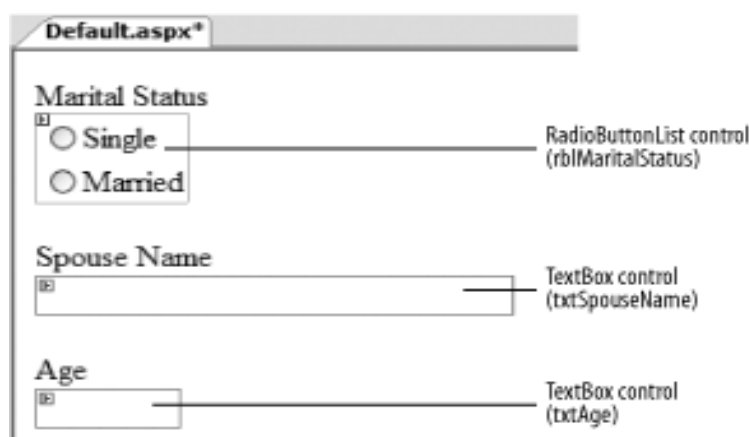 Default.aspx*
Marital Status
Single
Married
RadioButtonList control
(rblMaritalStatus)
Spouse Name
TextBox control
(txtSpouseName)
Age
TextBox control
(txtAge)